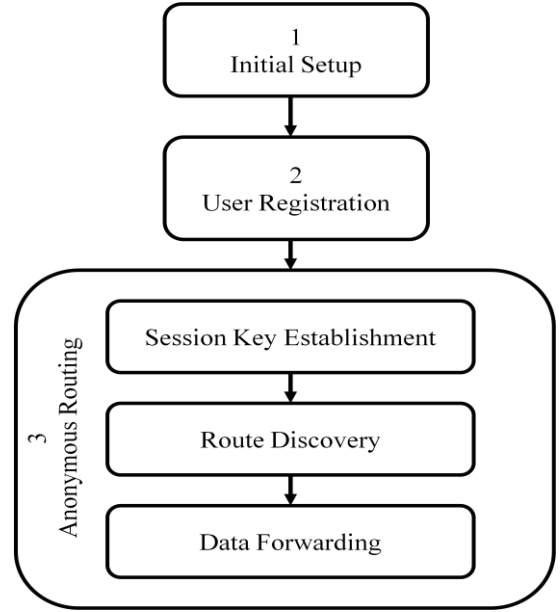 1
Initial Setup
2
User Registration
3
Anonymous Routing
Session Key Establishment
Route Discovery
Data Forwarding